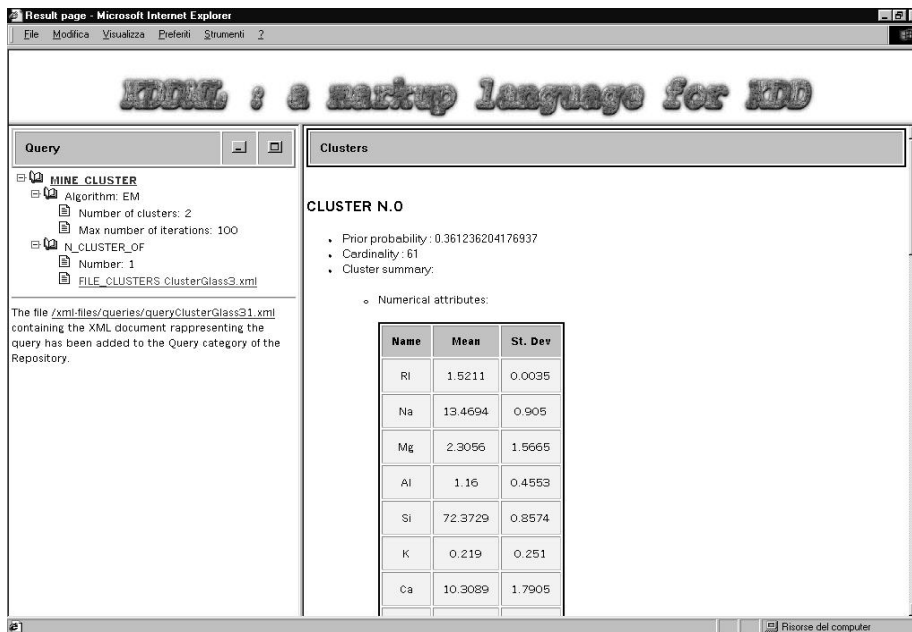 Result page - Microsoft Internet Explorer
File Modifica Visualizza Preferiti Strumenti ?
KDDML : a markup language for KDD
Query
MINE_CLUSTER
Algorithm: EM
Number of clusters: 2
Max number of iterations: 100
N_CLUSTER_OF
Number: 1
FILE_CLUSTERS ClusterGlass3.xml
The file /xml-files/queries/queryClusterGlass31.xml
containing the XML document rappresenting the
query has been added to the Query category of the
Repository.
Clusters
CLUSTER N.0
Prior probability : 0.361236204176937
Cardinality : 61
Cluster summary:
Numerical attributes:
Name Mean St. Dev
RI 1.5211 0.0035
Na 13.4694 0.905
Mg 2.3056 1.5665
Al 1.16 0.4553
Si 72.3729 0.8574
K 0.219 0.251
Ca 10.3089 1.7905
Risorse del computer